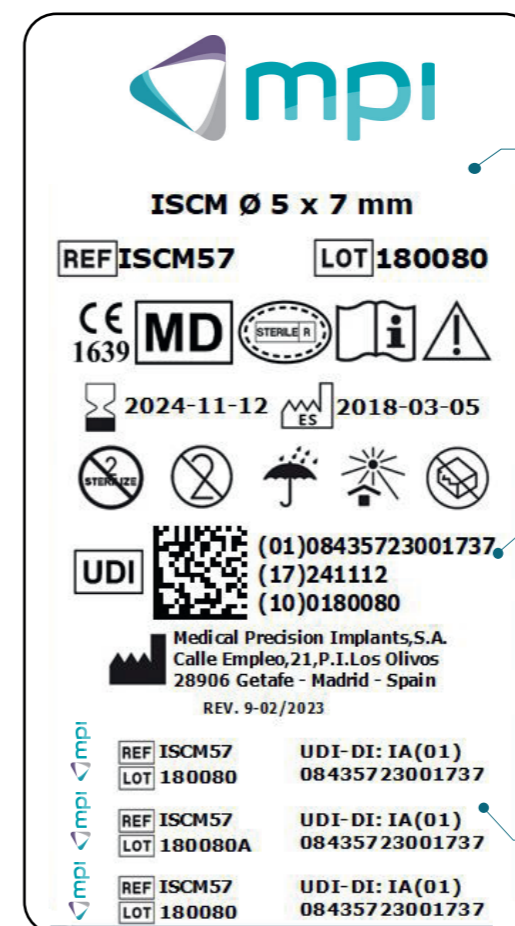 mpi
ISCM Ø 5 x 7 mm
REF ISCM57 LOT 180080
CE 1639 MD STERILE R i
2024-11-12 ES 2018-03-05
2 STERILIZE 2
UDI
(01)08435723001737
(17)241112
(10)0180080
Medical Precision Implants,S.A.
Calle Empleo,21,P.I.Los Olivos
28906 Getafe - Madrid - Spain
REV. 9-02/2023
mpi REF ISCM57 UDI-DI: IA(01)
LOT 180080 08435723001737
mpi REF ISCM57 UDI-DI: IA(01)
LOT 180080A 08435723001737
mpi REF ISCM57 UDI-DI: IA(01)
LOT 180080 08435723001737